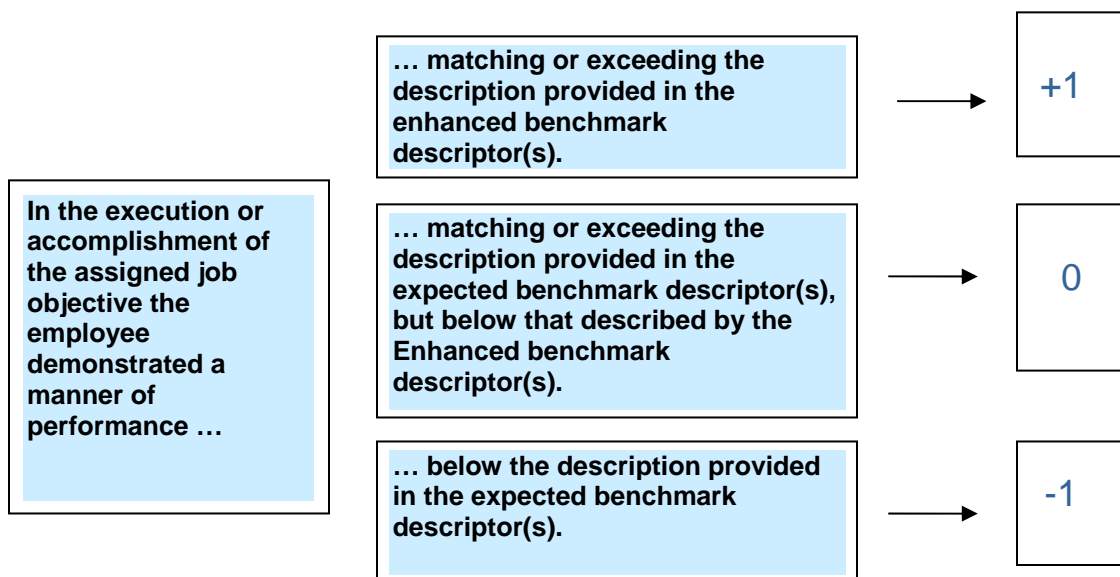 … matching or exceeding the
description provided in the
enhanced benchmark
descriptor(s).
+1
In the execution or
accomplishment of
the assigned job
objective the
employee
demonstrated a
manner of
performance …
… matching or exceeding the
description provided in the
expected benchmark descriptor(s),
but below that described by the
Enhanced benchmark
descriptor(s).
0
… below the description provided
in the expected benchmark
descriptor(s).
-1